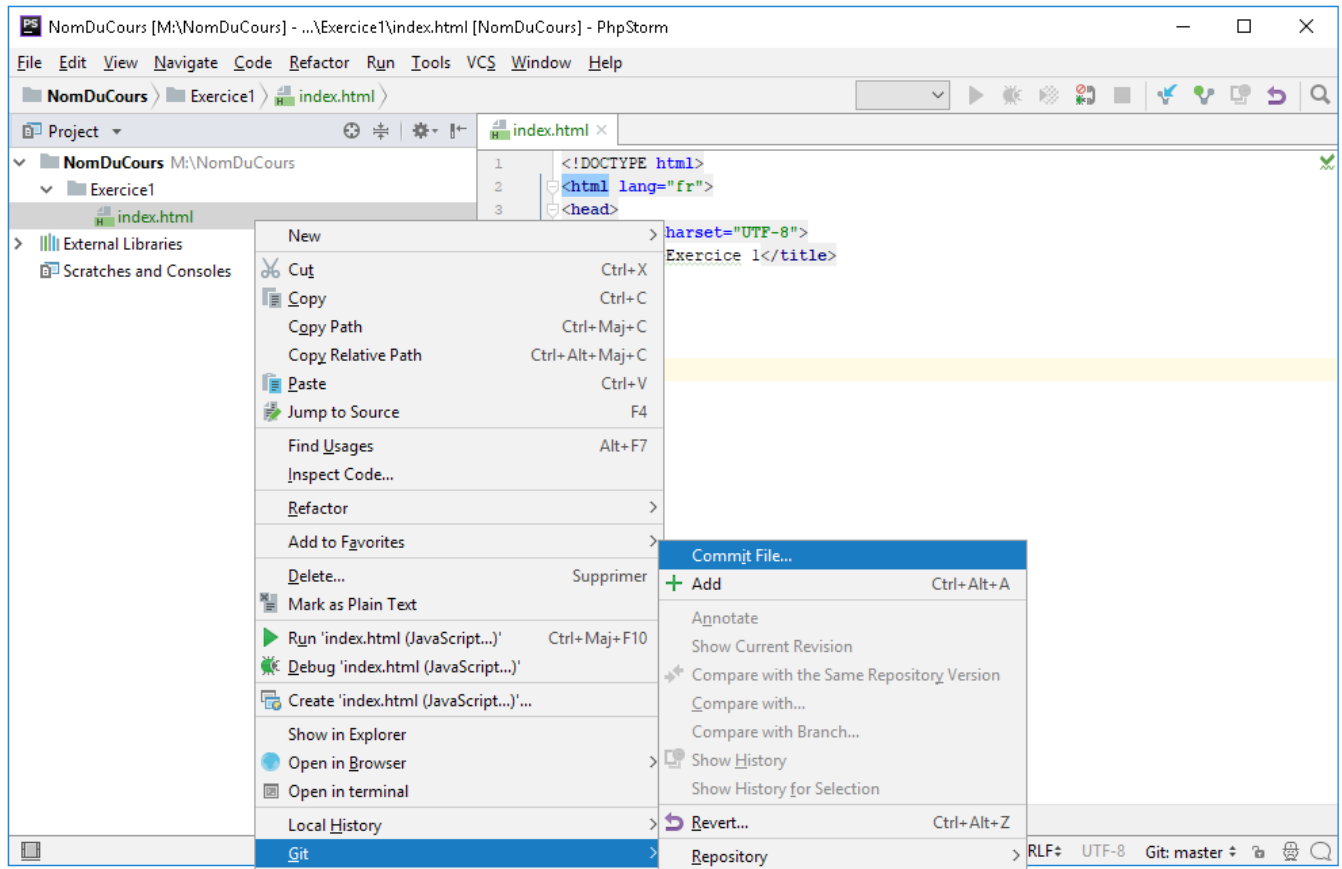 PS NomDuCours [M:\NomDuCours] - ...\Exercice1\index.html [NomDuCours] - PhpStorm
File Edit View Navigate Code Refactor Run Tools VCS Window Help
NomDuCours Exercice1 index.html
Project
index.html
NomDuCours M:\NomDuCours
Exercice1
index.html
External Libraries
Scratches and Consoles
1 <!DOCTYPE html>
2 <html lang="fr">
3 <head>
harset="UTF-8">
Exercice 1</title>
New
Cut Ctrl+X
Copy Ctrl+C
Copy Path Ctrl+Maj+C
Copy Relative Path Ctrl+Alt+Maj+C
Paste Ctrl+V
Jump to Source F4
Find Usages Alt+F7
Inspect Code...
Refactor
Add to Favorites
Delete... Supprimer
Mark as Plain Text
Run 'index.html (JavaScript...)' Ctrl+Maj+F10
Debug 'index.html (JavaScript...)'
Create 'index.html (JavaScript...)'...
Show in Explorer
Open in Browser
Open in terminal
Local History
Git
Commit File...
Add Ctrl+Alt+A
Annotate
Show Current Revision
Compare with the Same Repository Version
Compare with...
Compare with Branch...
Show History
Show History for Selection
Revert... Ctrl+Alt+Z
Repository
RLF UTF-8 Git: master